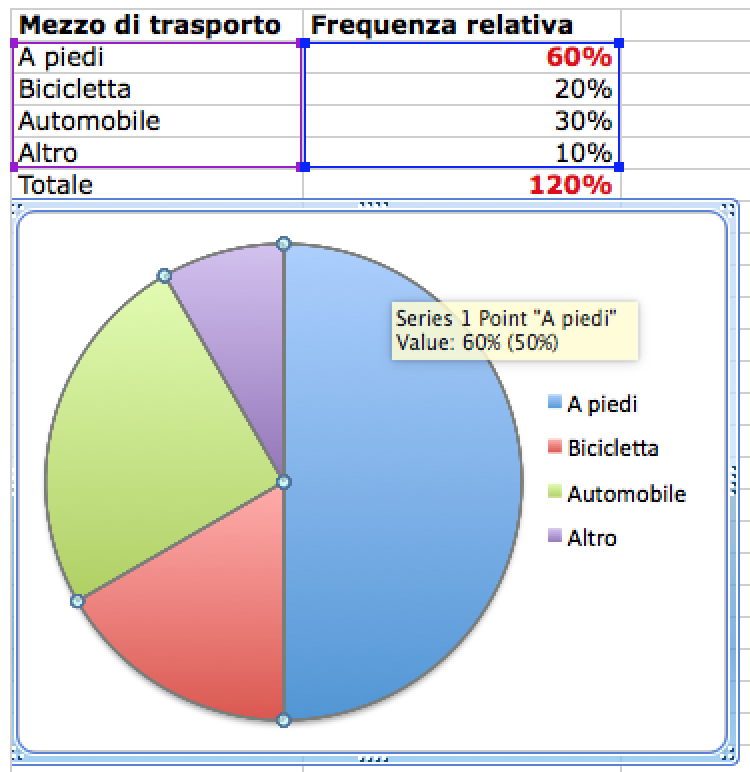 Mezzo di trasporto Frequenza relativa
A piedi 60%
Bicicletta 20%
Automobile 30%
Altro 10%
Totale 120%
Series 1 Point "A piedi"
Value: 60% (50%)
A piedi
Bicicletta
Automobile
Altro